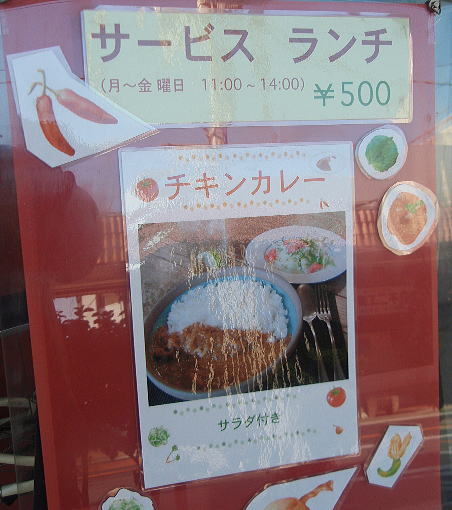 サービス ランチ
(月～金 曜日 11:00～14:00) ￥500
チキンカレー
サラダ付き